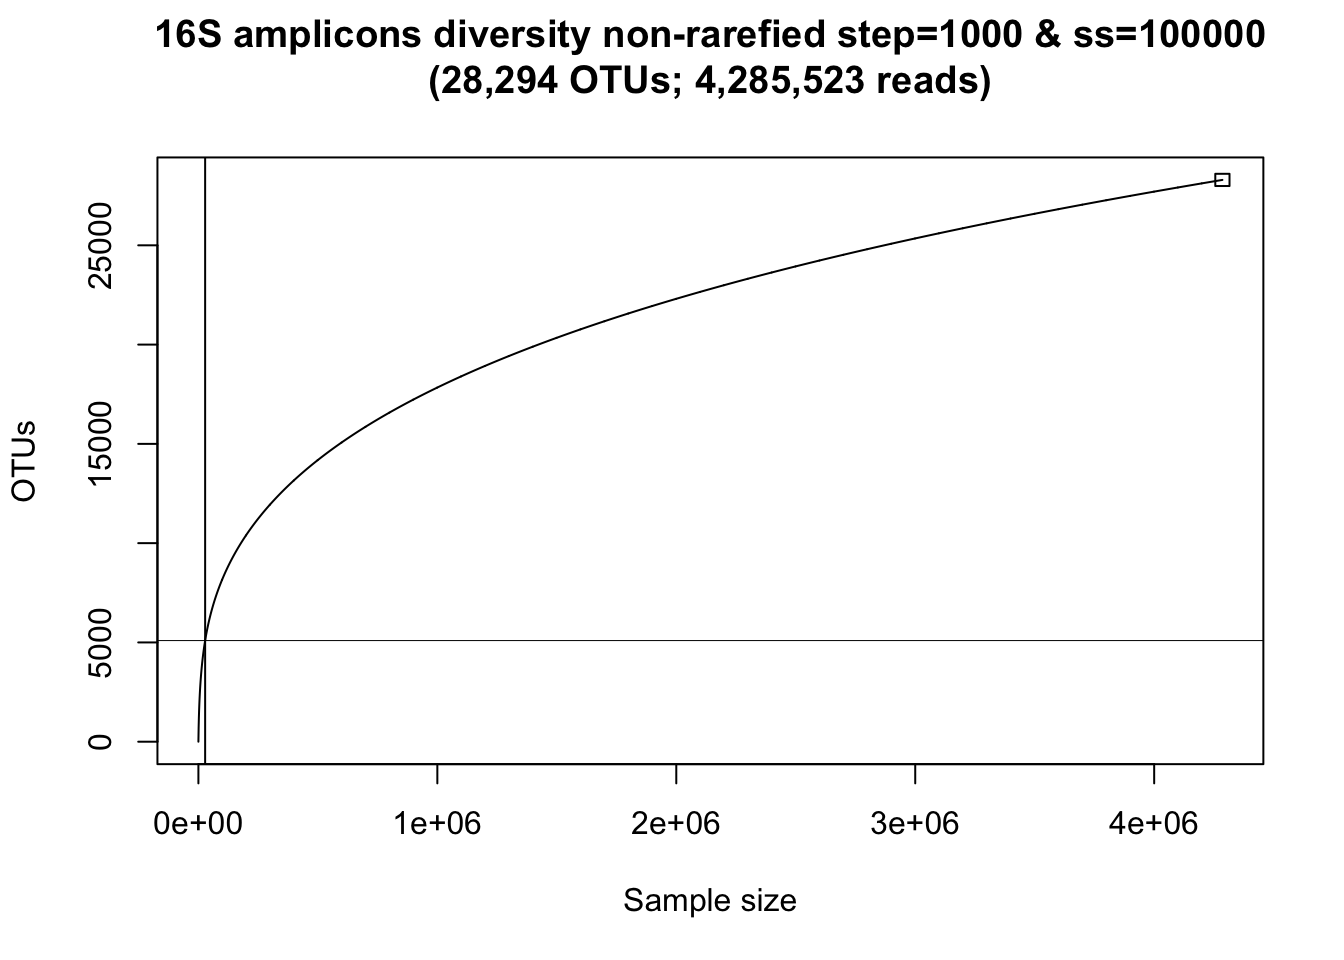 16S amplicons diversity non-rarefied step=1000 & ss=100000
(28,294 OTUs; 4,285,523 reads)
25000
15000
5000
0
OTUs
0e+00 1e+06 2e+06 3e+06 4e+06
Sample size